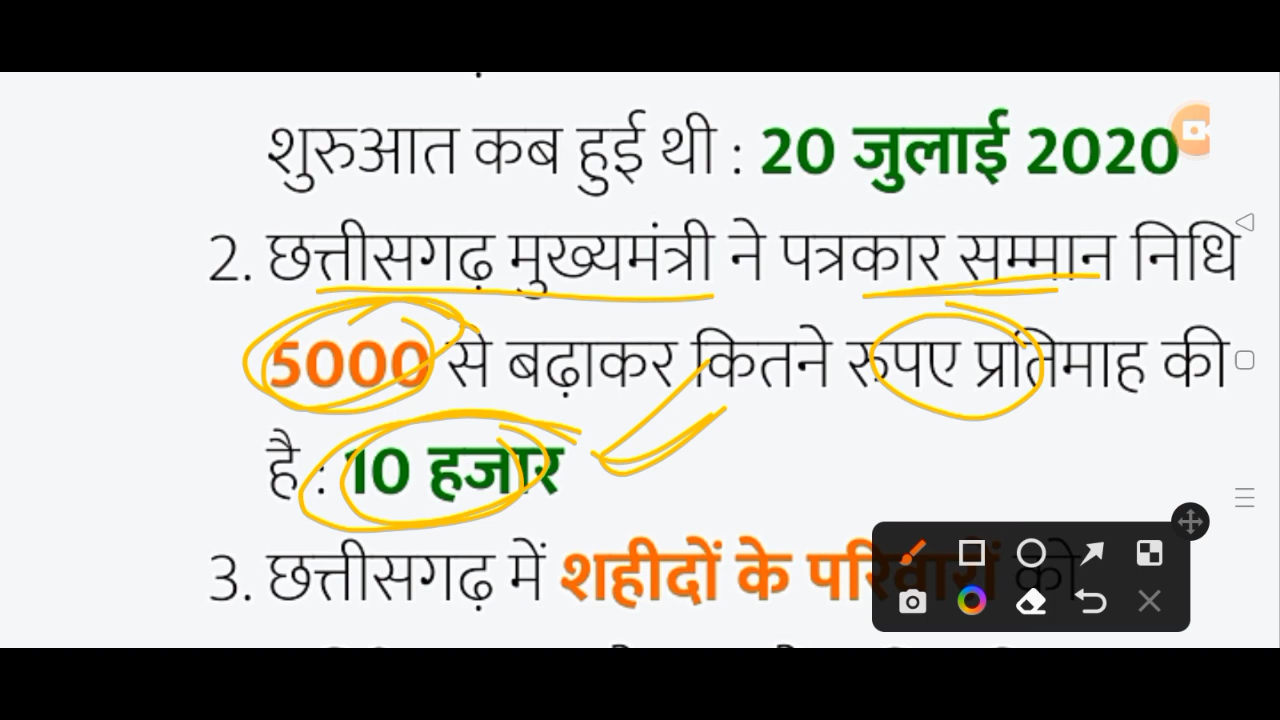 शुरुआत कब हुई थी : 20 जुलाई 2020
2. छत्तीसगढ़ मुख्यमंत्री ने पत्रकार सम्मान निधि
5000 से बढ़ाकर कितने रुपए प्रतिमाह की
है : 10 हजार
3. छत्तीसगढ़ में शहीदों के परिवारों को